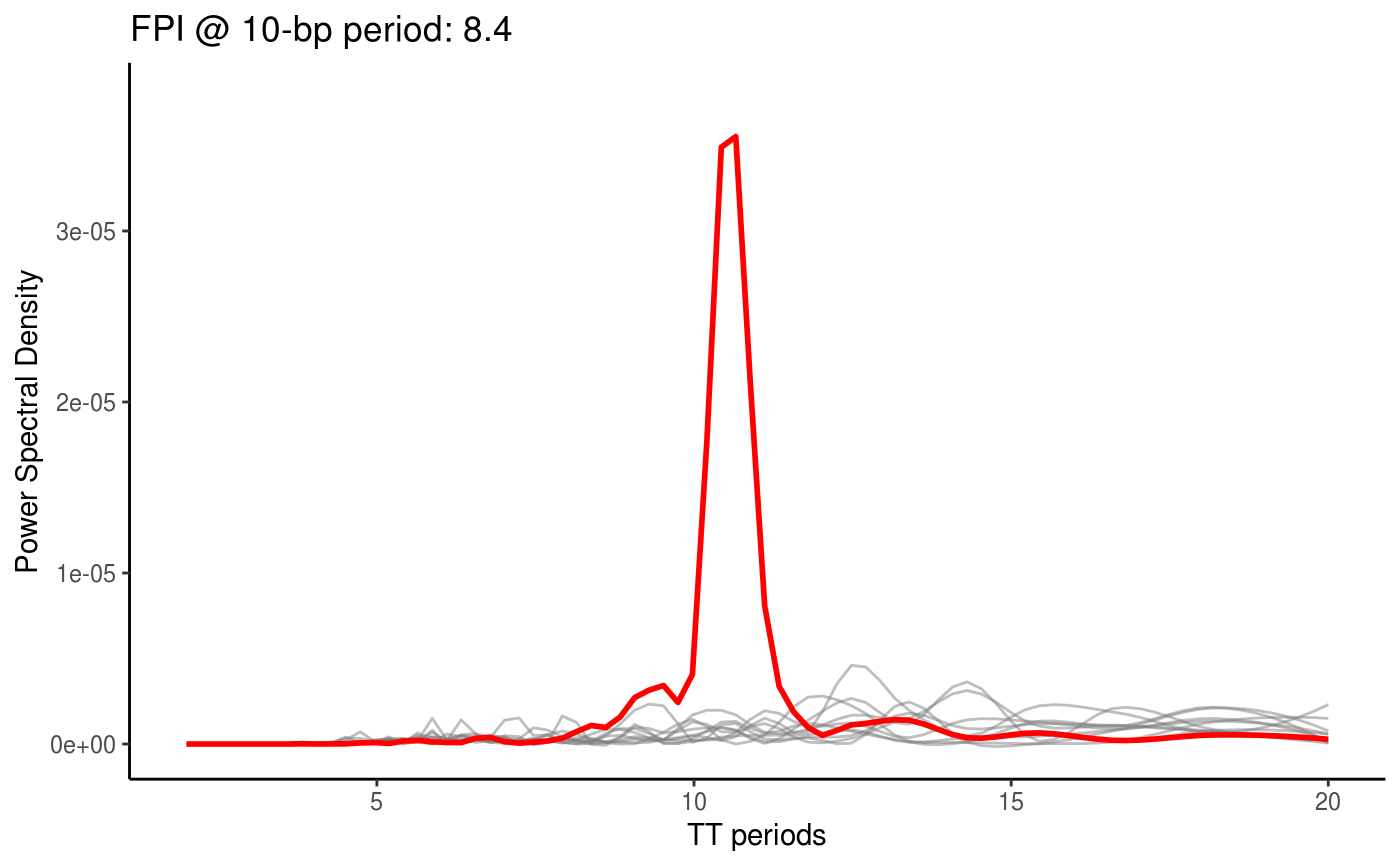 FPI @ 10-bp period: 8.4
Power Spectral Density
3e-05
2e-05
1e-05
0e+00
5 10 15 20
TT periods